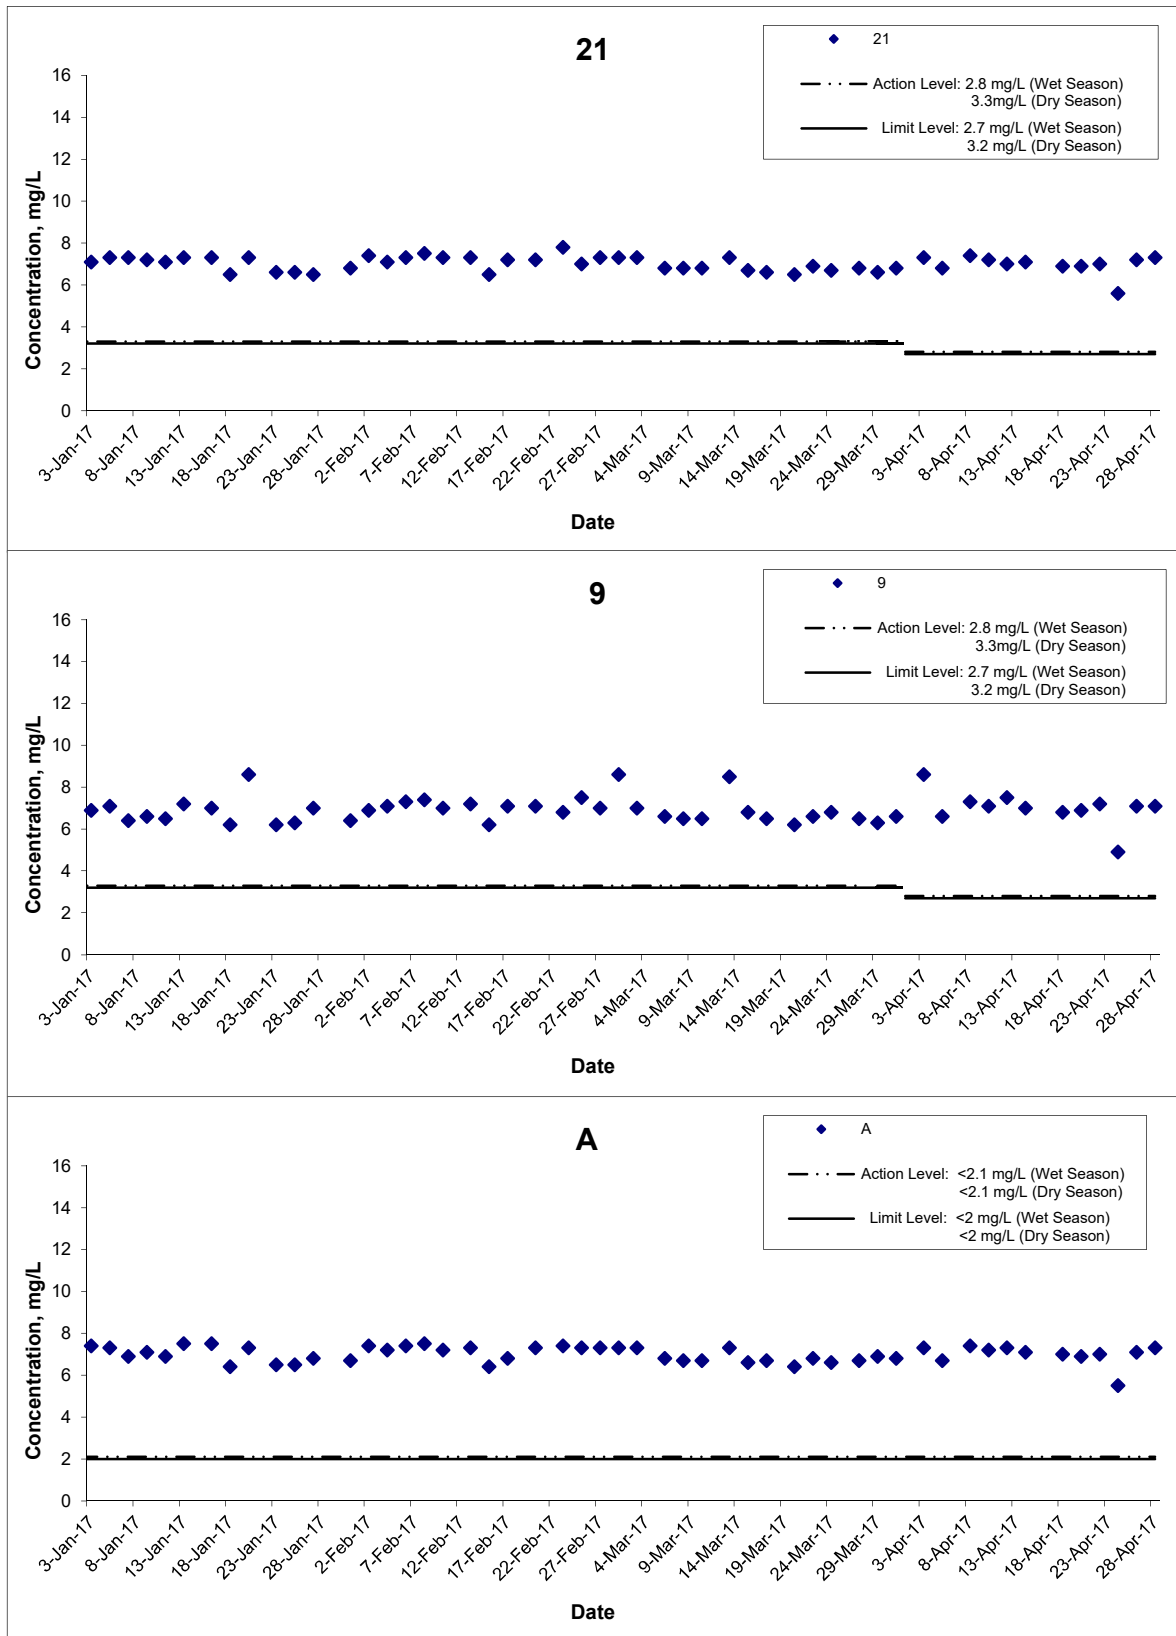 21
21
Action Level: 2.8 mg/L (Wet Season)
3.3mg/L (Dry Season)
Limit Level: 2.7 mg/L (Wet Season)
3.2 mg/L (Dry Season)
Concentration, mg/L
16
14
12
10
8
6
4
2
0
3-Jan-17
8-Jan-17
13-Jan-17
18-Jan-17
23-Jan-17
28-Jan-17
2-Feb-17
7-Feb-17
12-Feb-17
17-Feb-17
22-Feb-17
27-Feb-17
4-Mar-17
9-Mar-17
14-Mar-17
19-Mar-17
24-Mar-17
29-Mar-17
3-Apr-17
8-Apr-17
13-Apr-17
18-Apr-17
23-Apr-17
28-Apr-17
Date
9
9
Action Level: 2.8 mg/L (Wet Season)
3.3mg/L (Dry Season)
Limit Level: 2.7 mg/L (Wet Season)
3.2 mg/L (Dry Season)
Concentration, mg/L
16
14
12
10
8
6
4
2
0
3-Jan-17
8-Jan-17
13-Jan-17
18-Jan-17
23-Jan-17
28-Jan-17
2-Feb-17
7-Feb-17
12-Feb-17
17-Feb-17
22-Feb-17
27-Feb-17
4-Mar-17
9-Mar-17
14-Mar-17
19-Mar-17
24-Mar-17
29-Mar-17
3-Apr-17
8-Apr-17
13-Apr-17
18-Apr-17
23-Apr-17
28-Apr-17
Date
A
A
Action Level: <2.1 mg/L (Wet Season)
<2.1 mg/L (Dry Season)
Limit Level: <2 mg/L (Wet Season)
<2 mg/L (Dry Season)
Concentration, mg/L
16
14
12
10
8
6
4
2
0
3-Jan-17
8-Jan-17
13-Jan-17
18-Jan-17
23-Jan-17
28-Jan-17
2-Feb-17
7-Feb-17
12-Feb-17
17-Feb-17
22-Feb-17
27-Feb-17
4-Mar-17
9-Mar-17
14-Mar-17
19-Mar-17
24-Mar-17
29-Mar-17
3-Apr-17
8-Apr-17
13-Apr-17
18-Apr-17
23-Apr-17
28-Apr-17
Date